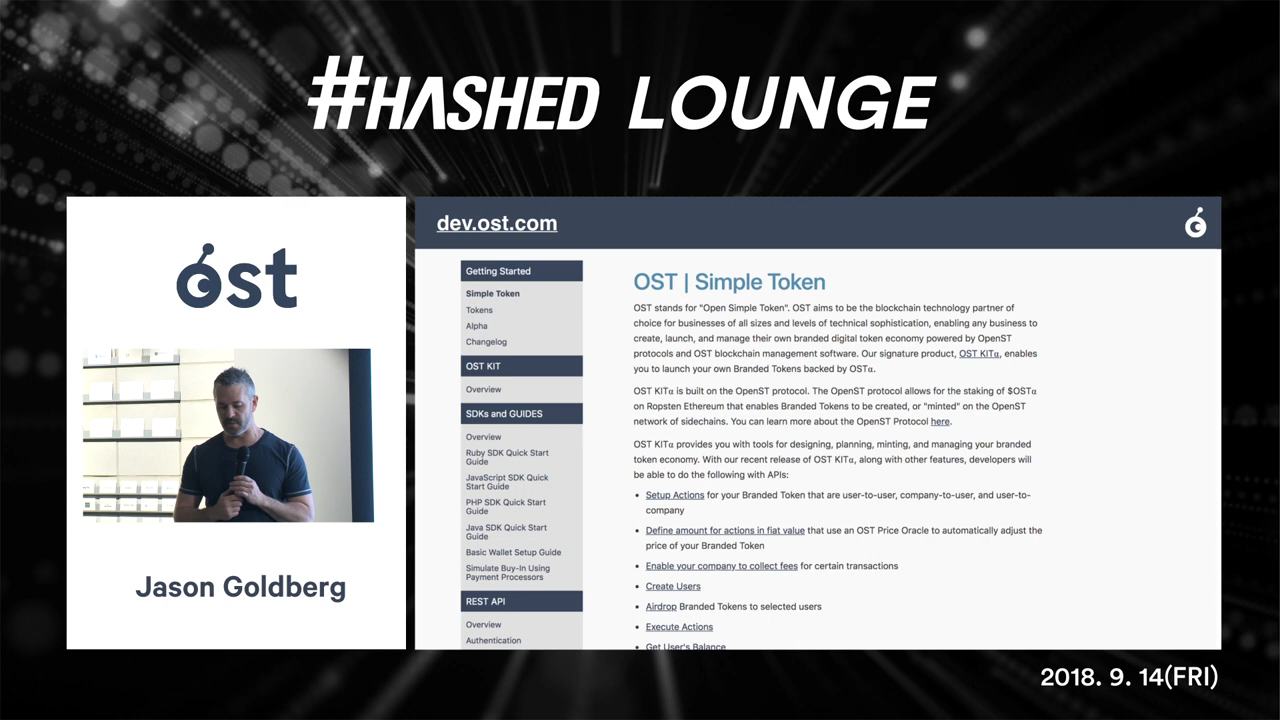 #HASHED LOUNGE
ost
Jason Goldberg
dev.ost.com
Getting Started
Simple Token
Tokens
Alpha
Changelog
OST KIT
Overview
SDKs and GUIDES
Overview
Ruby SDK Quick Start
Guide
JavaScript SDK Quick
Start Guide
PHP SDK Quick Start
Guide
Java SDK Quick Start
Guide
Basic Wallet Setup Guide
Simulate Buy-In Using
Payment Processors
REST API
Overview
Authentication
OST | Simple Token
OST stands for "Open Simple Token". OST aims to be the blockchain technology partner of
choice for businesses of all sizes and levels of technical sophistication, enabling any business to
create, launch, and manage their own branded digital token economy powered by OpenST
protocols and OST blockchain management software. Our signature product, OST KITα, enables
you to launch your own Branded Tokens backed by OSTα.
OST KITα is built on the OpenST protocol. The OpenST protocol allows for the staking of $OSTα
on Ropsten Ethereum that enables Branded Tokens to be created, or "minted" on the OpenST
network of sidechains. You can learn more about the OpenST Protocol here.
OST KITα provides you with tools for designing, planning, minting, and managing your branded
token economy. With our recent release of OST KITα, along with other features, developers will
be able to do the following with APIs:
• Setup Actions for your Branded Token that are user-to-user, company-to-user, and user-to-
company
• Define amount for actions in fiat value that use an OST Price Oracle to automatically adjust the
price of your Branded Token
• Enable your company to collect fees for certain transactions
• Create Users
• Airdrop Branded Tokens to selected users
• Execute Actions
• Get User's Balance
2018. 9. 14(FRI)